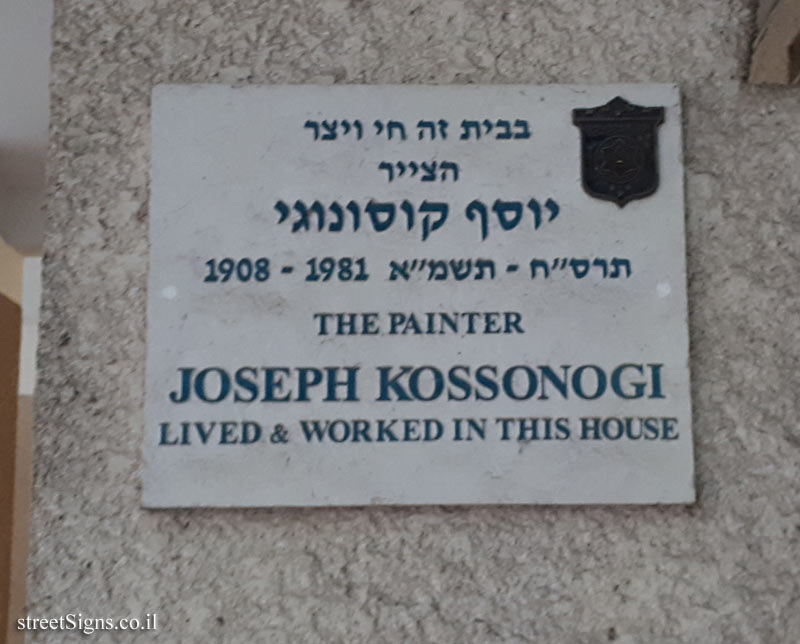 בבית זה חי ויצר
הצייר
יוסף קוסונוגי
תרס״ח - תשמ״א 1908 - 1981
THE PAINTER
JOSEPH KOSSONOGI
LIVED & WORKED IN THIS HOUSE
streetSigns.co.il